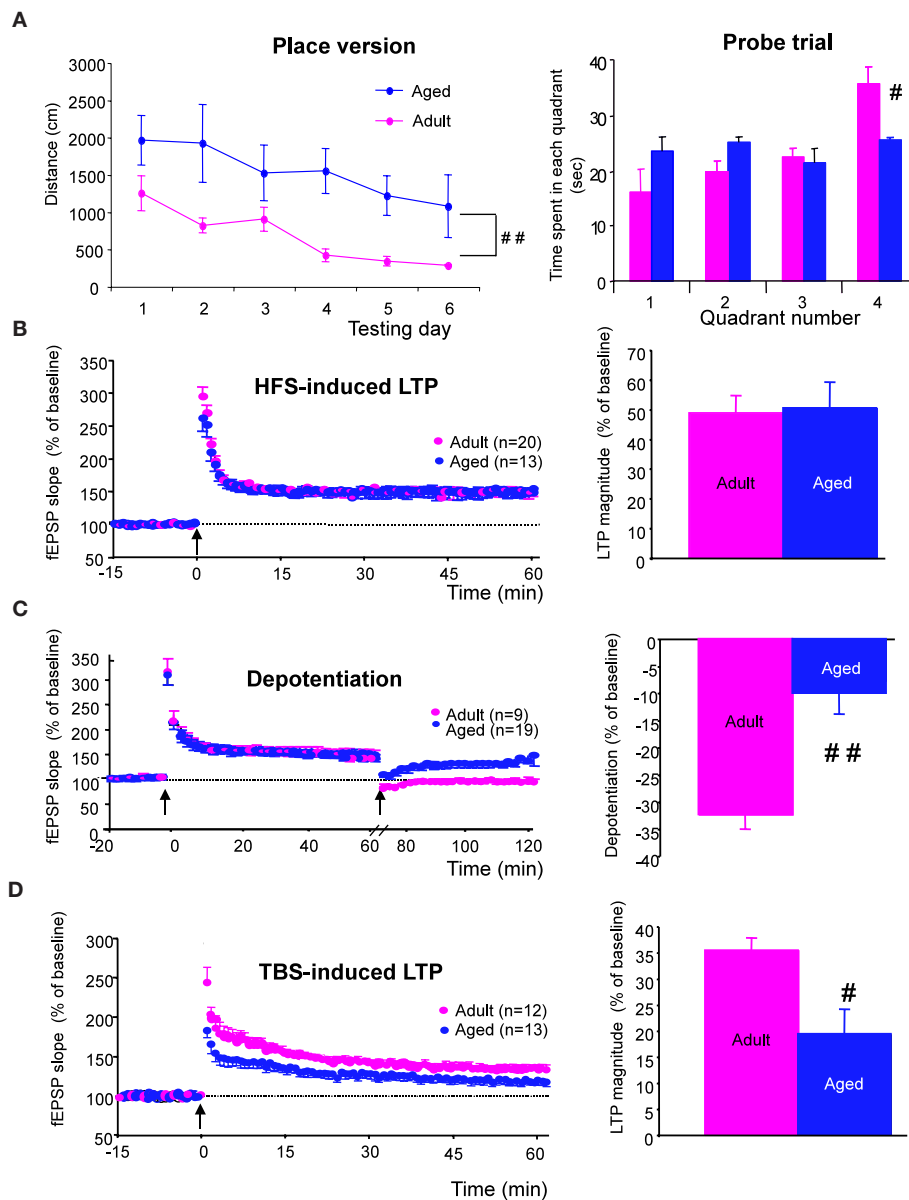 A
Place version
Distance (cm)
3000
2500
2000
1500
1000
500
0
Aged
Adult
##
1 2 3 4 5 6
Testing day
Probe trial
Time spent in each quadrant
(sec)
40
30
20
10
0
#
1 2 3 4
Quadrant number
B
HFS-induced LTP
fEPSP slope (% of baseline)
350
300
250
200
150
100
50
Adult (n=20)
Aged (n=13)
-15 0 15 30 45 60
Time (min)
LTP magnitude (% of baseline)
70
60
50
40
30
20
10
0
Adult
Aged
C
Depotentiation
fEPSP slope (% of baseline)
350
300
250
200
150
100
50
0
Adult (n=9)
Aged (n=19)
-20 0 20 40 60 80 100 120
Time (min)
Depotentiation (% of baseline)
0
-5
-10
-15
-20
-25
-30
-35
-40
Adult
Aged
##
D
TBS-induced LTP
fEPSP slope (% of baseline)
300
250
200
150
100
50
Adult (n=12)
Aged (n=13)
-15 0 15 30 45 60
Time (min)
LTP magnitude (% of baseline)
40
35
30
25
20
15
10
5
0
Adult
Aged
#